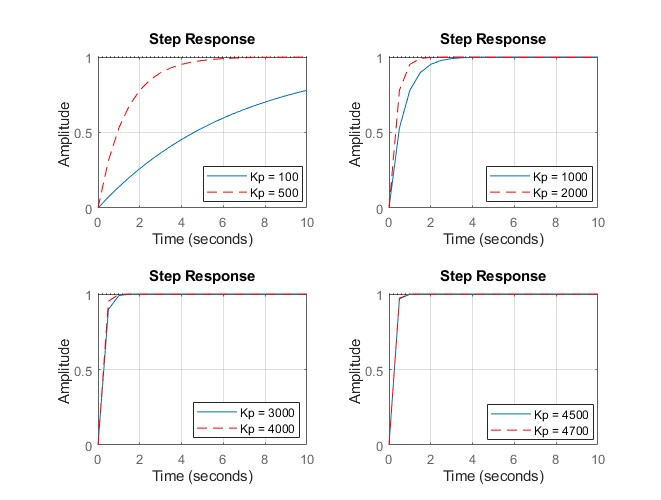 Step Response
Amplitude
1
0.5
0
0 2 4 6 8 10
Time (seconds)
Kp = 100
Kp = 500
Step Response
Amplitude
1
0.5
0
0 2 4 6 8 10
Time (seconds)
Kp = 1000
Kp = 2000
Step Response
Amplitude
1
0.5
0
0 2 4 6 8 10
Time (seconds)
Kp = 3000
Kp = 4000
Step Response
Amplitude
1
0.5
0
0 2 4 6 8 10
Time (seconds)
Kp = 4500
Kp = 4700